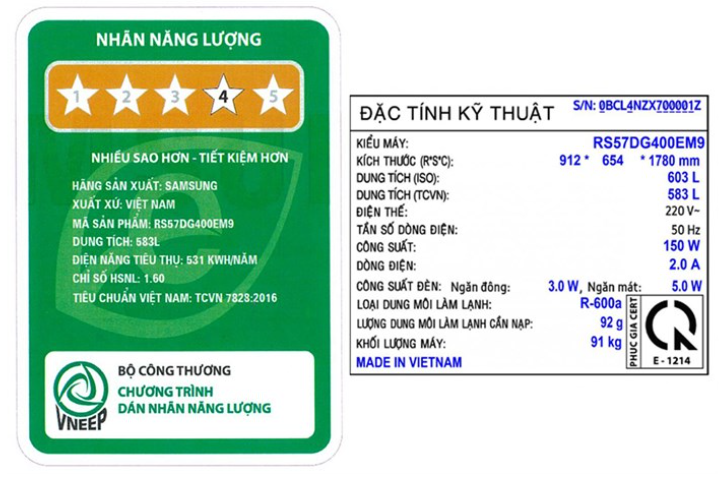 NHÃN NĂNG LƯỢNG
1 2 3 4 5
NHIỀU SAO HƠN - TIẾT KIỆM HƠN
HÃNG SẢN XUẤT: SAMSUNG
XUẤT XỨ: VIỆT NAM
MÃ SẢN PHẨM: RS57DG400EM9
DUNG TÍCH: 583L
ĐIỆN NĂNG TIÊU THỤ: 531 KWH/NĂM
CHỈ SỐ HSNL: 1.60
TIÊU CHUẨN VIỆT NAM: TCVN 7828:2016
VNEEP
BỘ CÔNG THƯƠNG
CHƯƠNG TRÌNH
DÁN NHÃN NĂNG LƯỢNG
ĐẶC TÍNH KỸ THUẬT S/N: 0BCL4NZX700001Z
KIỂU MÁY: RS57DG400EM9
KÍCH THƯỚC (R*S*C): 912 * 654 * 1780 mm
DUNG TÍCH (ISO): 603 L
DUNG TÍCH (TCVN): 583 L
ĐIỆN THẾ: 220 V~
TẦN SỐ DÒNG ĐIỆN: 50 Hz
CÔNG SUẤT: 150 W
DÒNG ĐIỆN: 2.0 A
CÔNG SUẤT ĐÈN: Ngăn đông: 3.0 W, Ngăn mát: 5.0 W
LOẠI DUNG MÔI LÀM LẠNH: R-600a
LƯỢNG DUNG MÔI LÀM LẠNH CẦN NẠP: 92 g
KHỐI LƯỢNG MÁY: 91 kg
MADE IN VIETNAM
PHUC GIA CERT
E - 1214